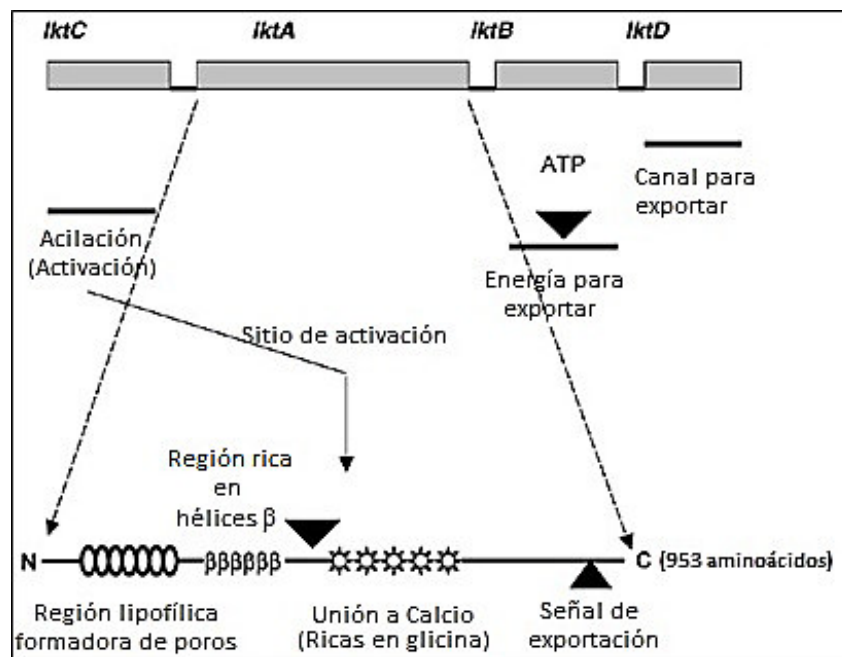 lktC lktA lktB lktD
ATP
Canal para
exportar
Acilación
(Activación)
Energía para
exportar
Sitio de activación
Región rica
en
hélices β
N ββββββ C (953 aminoácidos)
Región lipofílica
formadora de poros
Unión a Calcio
(Ricas en glicina)
Señal de
exportación